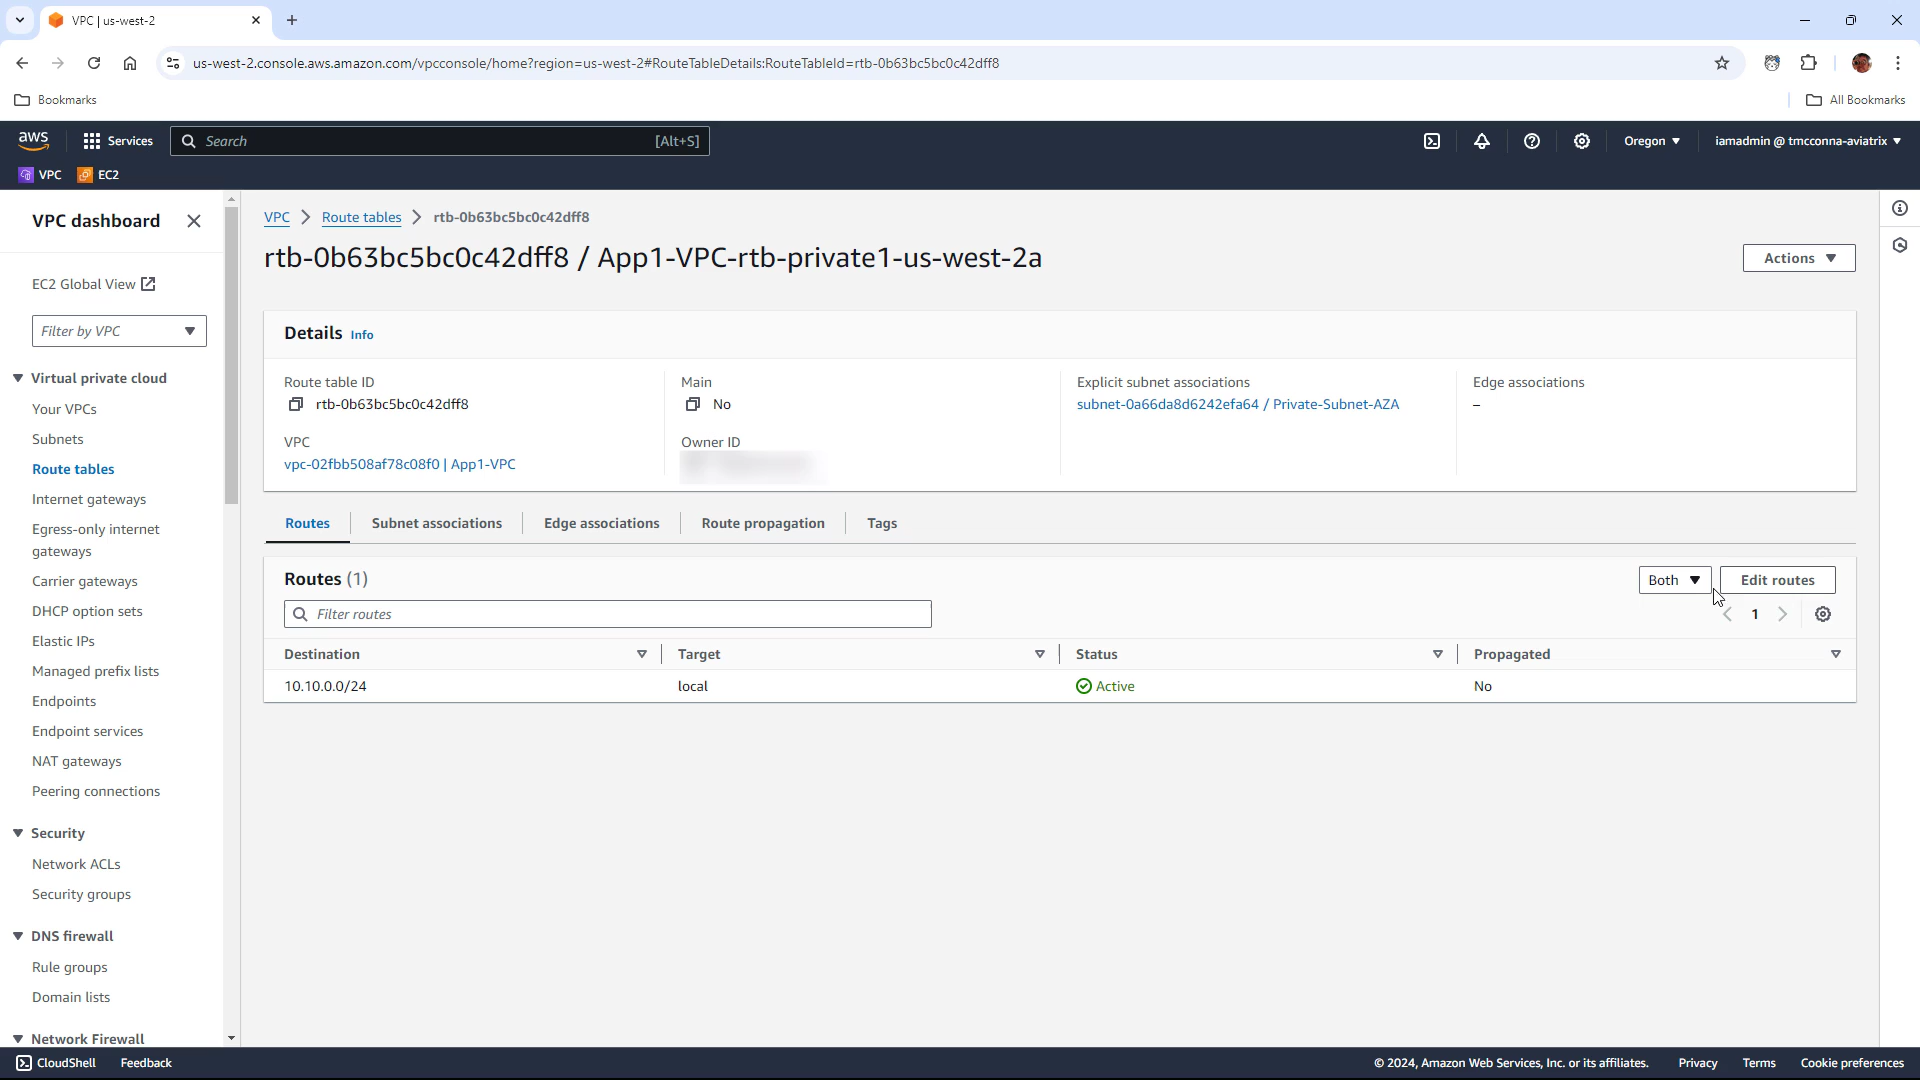 VPC | us-west-2
us-west-2.console.aws.amazon.com/vpcconsole/home?region=us-west-2#RouteTableDetails:RouteTableId=rtb-0b63bc5bc0c42dff8
Bookmarks
All Bookmarks
aws
Services
Search
[Alt+S]
Oregon
iamadmin @ tmcconna-aviatrix
VPC
EC2
VPC dashboard
EC2 Global View
Filter by VPC
Virtual private cloud
Your VPCs
Subnets
Route tables
Internet gateways
Egress-only internet
gateways
Carrier gateways
DHCP option sets
Elastic IPs
Managed prefix lists
Endpoints
Endpoint services
NAT gateways
Peering connections
Security
Network ACLs
Security groups
DNS firewall
Rule groups
Domain lists
Network Firewall
VPC
Route tables
rtb-0b63bc5bc0c42dff8
rtb-0b63bc5bc0c42dff8 / App1-VPC-rtb-private1-us-west-2a
Actions
Details Info
Route table ID
rtb-0b63bc5bc0c42dff8
Main
No
Explicit subnet associations
subnet-0a66da8d6242efa64 / Private-Subnet-AZA
Edge associations
–
VPC
vpc-02fbb508af78c08f0 | App1-VPC
Owner ID
Routes
Subnet associations
Edge associations
Route propagation
Tags
Routes (1)
Both
Edit routes
Filter routes
1
Destination
Target
Status
Propagated
10.10.0.0/24
local
Active
No
CloudShell
Feedback
© 2024, Amazon Web Services, Inc. or its affiliates.
Privacy
Terms
Cookie preferences